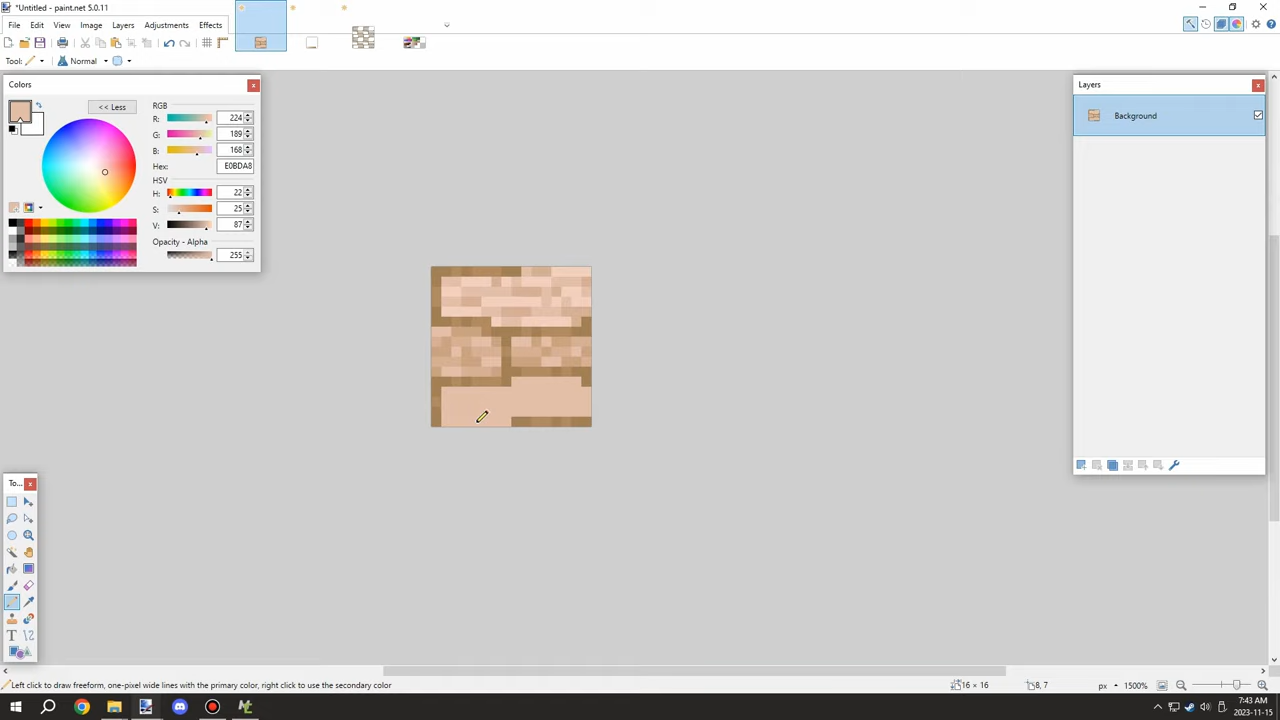 *Untitled - paint.net 5.0.11
File Edit View Image Layers Adjustments Effects
Tool: Normal
Colors
<< Less
RGB
R: 224
G: 189
B: 168
Hex: E0BDA8
HSV
H: 22
S: 25
V: 87
Opacity - Alpha
255
Layers
Background
To...
Left click to draw freeform, one-pixel wide lines with the primary color, right click to use the secondary color
16 × 16
8, 7
px
1500%
7:43 AM
2023-11-15